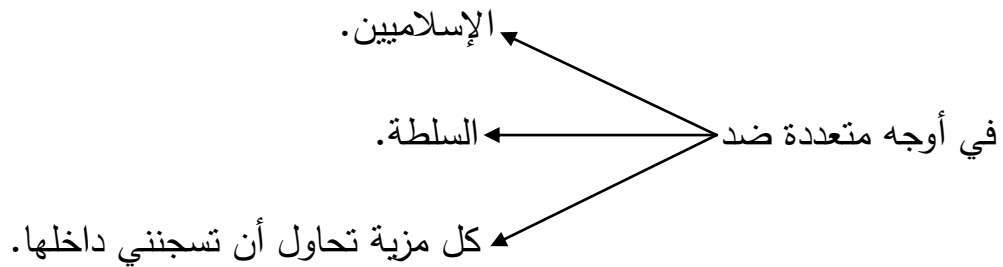 الإسلاميين.
في أوجه متعددة ضد السلطة.
كل مزية تحاول أن تسجنني داخلها.